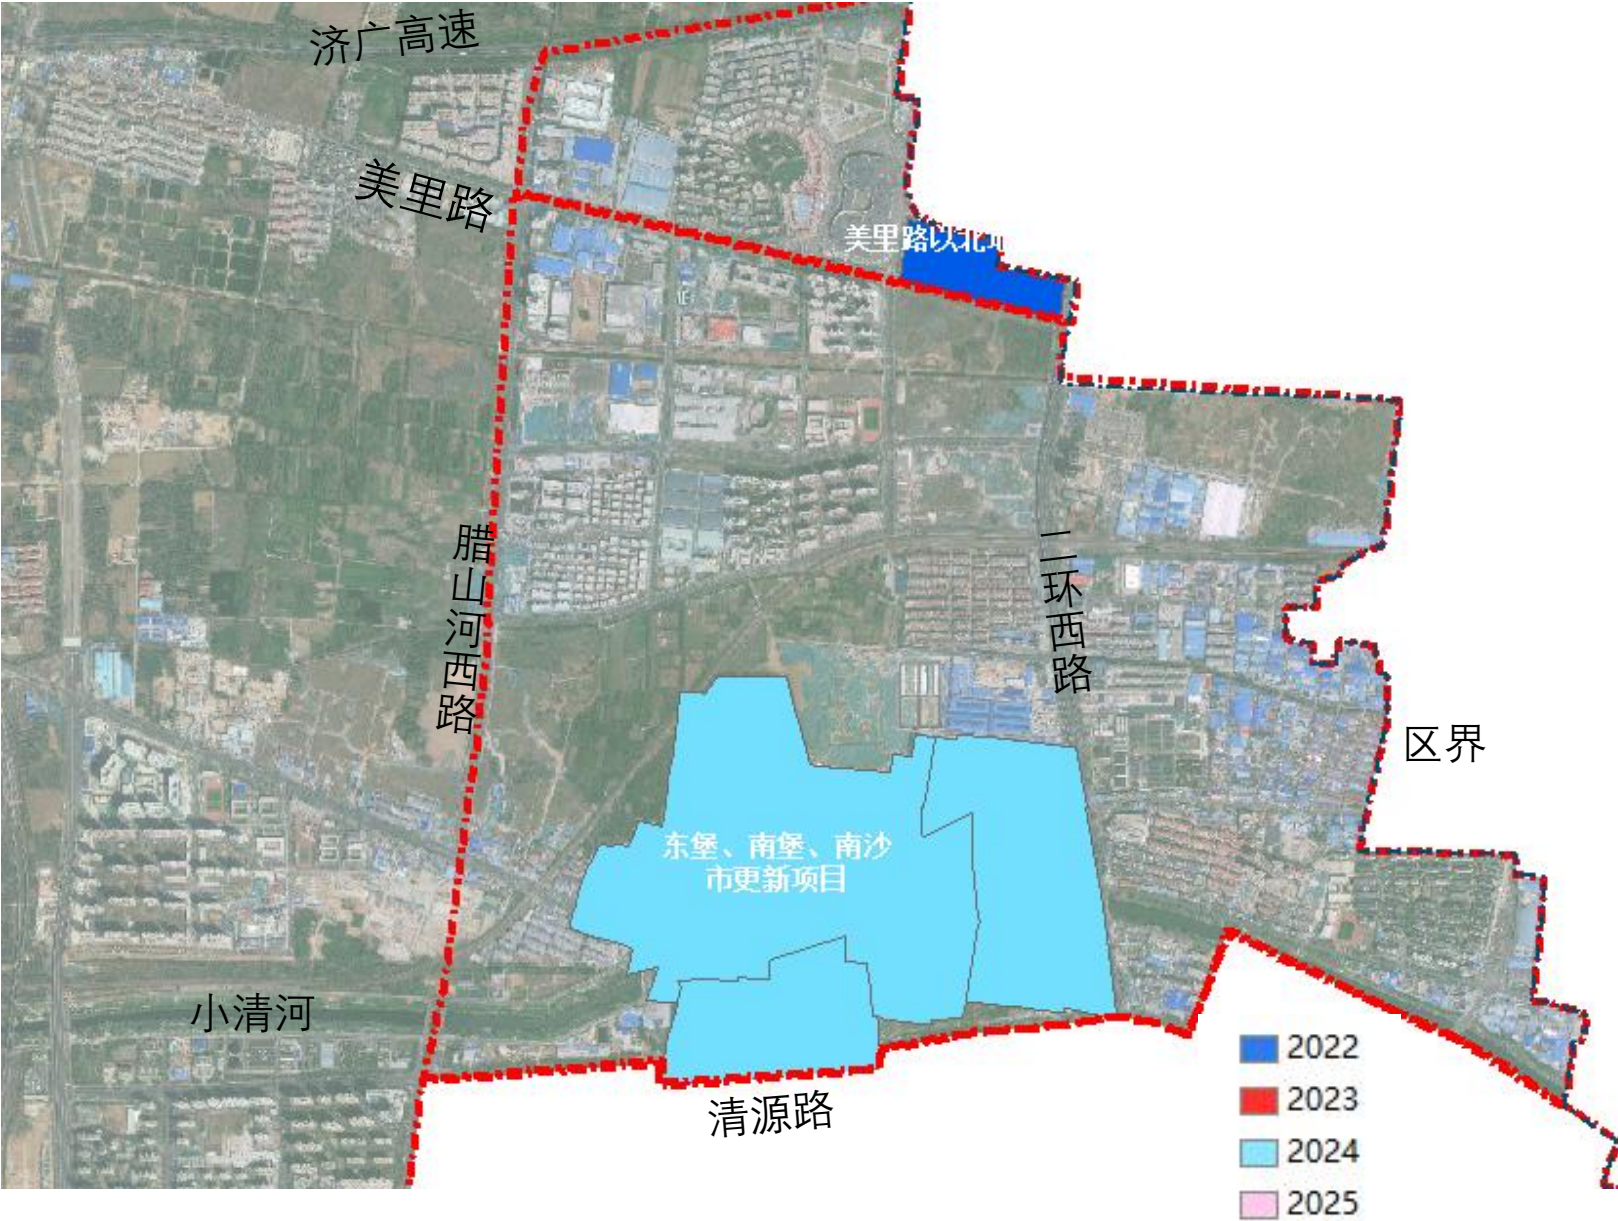 济广高速
美里路
美里路以北
腊山河西路
二环西路
区界
东堡、南堡、南沙
市更新项目
小清河
清源路
2022
2023
2024
2025